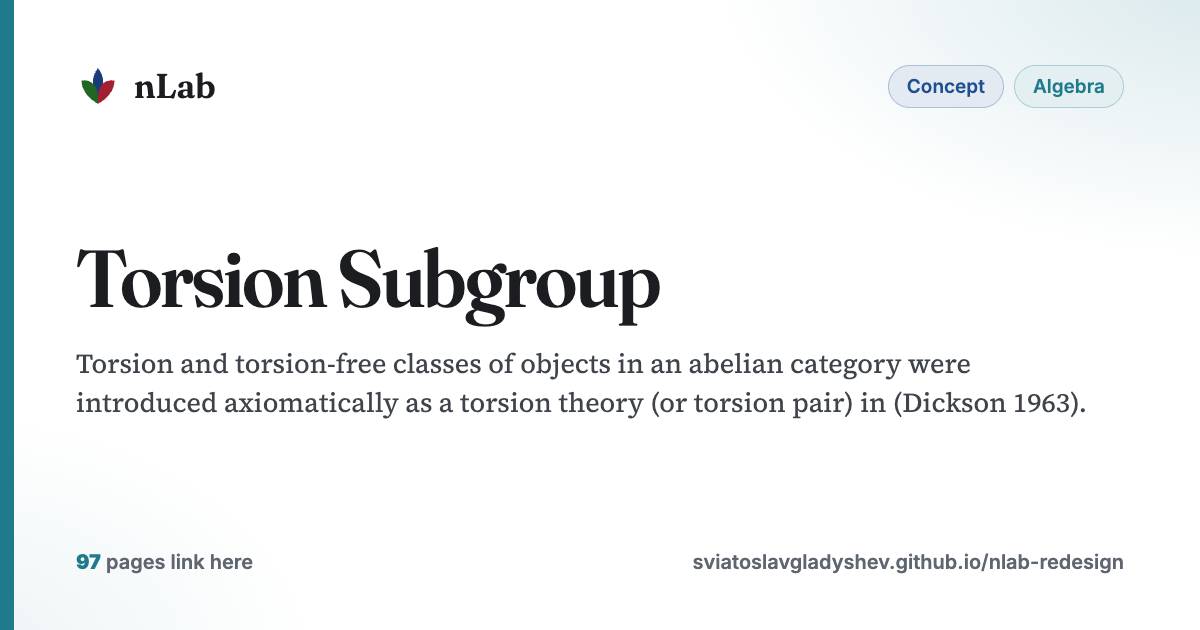 nLab
Concept
Algebra
Torsion Subgroup
Torsion and torsion-free classes of objects in an abelian category were
introduced axiomatically as a torsion theory (or torsion pair) in (Dickson 1963).
97 pages link here
sviatoslavgladyshev.github.io/nlab-redesign